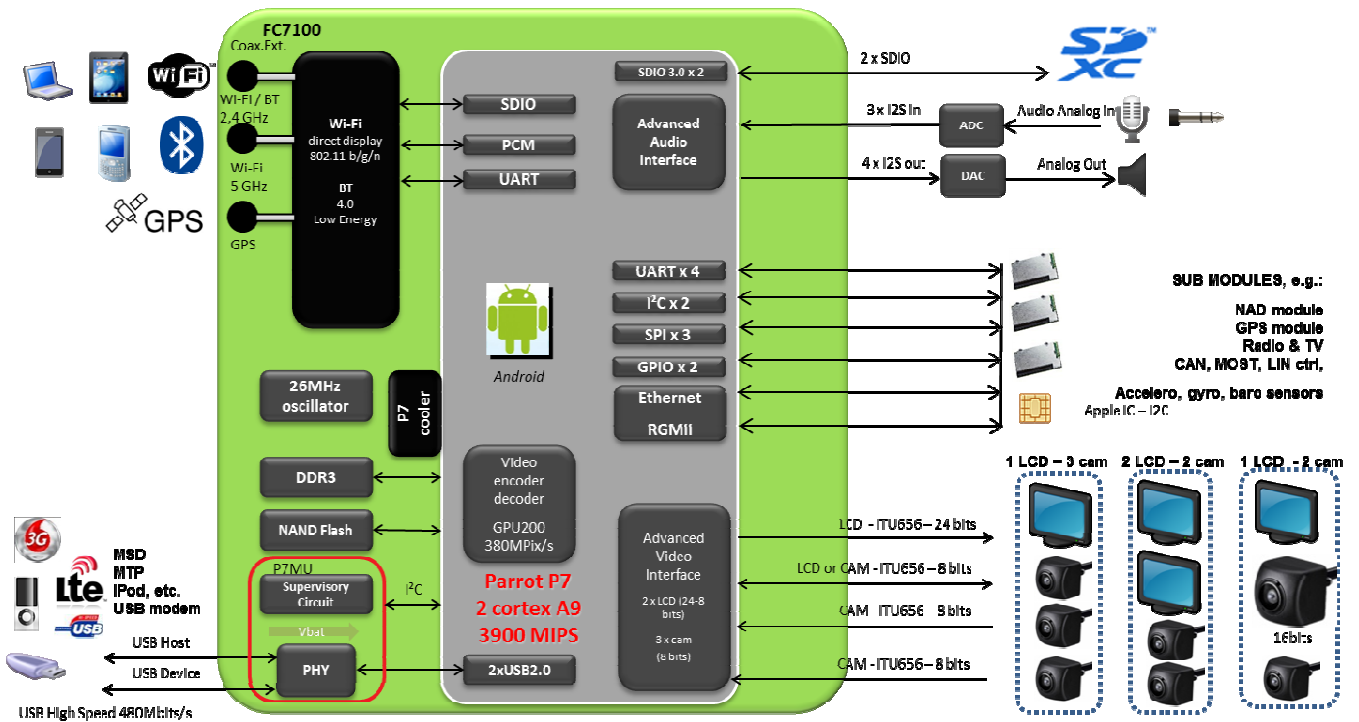 FC7100
Coax.Ext.
WiFi
WI-FI / BT
2,4 GHz
Wi-Fi
5 GHz
GPS
GPS
Wi-Fi
direct display
802.11 b/g/n
BT
4.0
Low Energy
SDIO
PCM
UART
SDIO 3.0 x 2
Advanced
Audio
Interface
2 x SDIO
SD
XC
TM
3 x I2S In
ADC
Audio Analog In
4 x I2S out
DAC
Analog Out
UART x 4
I²C x 2
SPI x 3
GPIO x 2
Ethernet
RGMII
SUB MODULES, e.g.:
NAD module
GPS module
Radio & TV
CAN, MOST, LIN ctrl,
Accelero, gyro, baro sensors
Apple IC – I2C
Android
26MHz
oscillator
P7
cooler
DDR3
NAND Flash
P7MU
Supervisory
Circuit
I²C
Vbat
PHY
Video
encoder
decoder
GPU200
380MPix/s
Parrot P7
2 cortex A9
3900 MIPS
2xUSB2.0
Advanced
Video
Interface
2 x LCD (24-8
bits)
3 x cam
(8 bits)
LCD - ITU656 – 24 bits
LCD or CAM - ITU656 – 8 bits
CAM - ITU656 – 8 bits
CAM - ITU656 – 8 bits
1 LCD – 3 cam
2 LCD – 2 cam
1 LCD - 2 cam
16bits
3G
Lte
USB
MSD
MTP
iPod, etc.
USB modem
USB Host
USB Device
USB High Speed 480Mbits/s